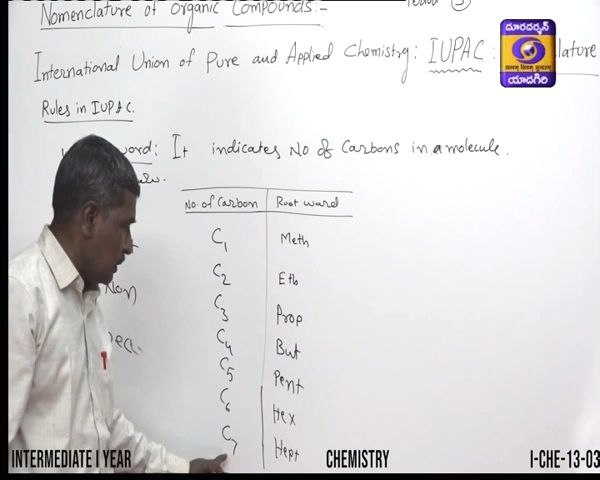 Nomenclature of Organic Compounds:-
International Union of Pure and Applied Chemistry: IUPAC :
Rules in IUPAC.
word: It indicates No of Carbons in a molecule.
No. of Carbon Root ward
C1 Meth
C2 Eth
C3 Prop
C4 But
C5 Pent
C6 Hex
C7 Hept
Non
దూరదర్శన్
యాదగిరి
INTERMEDIATE I YEAR CHEMISTRY I-CHE-13-03